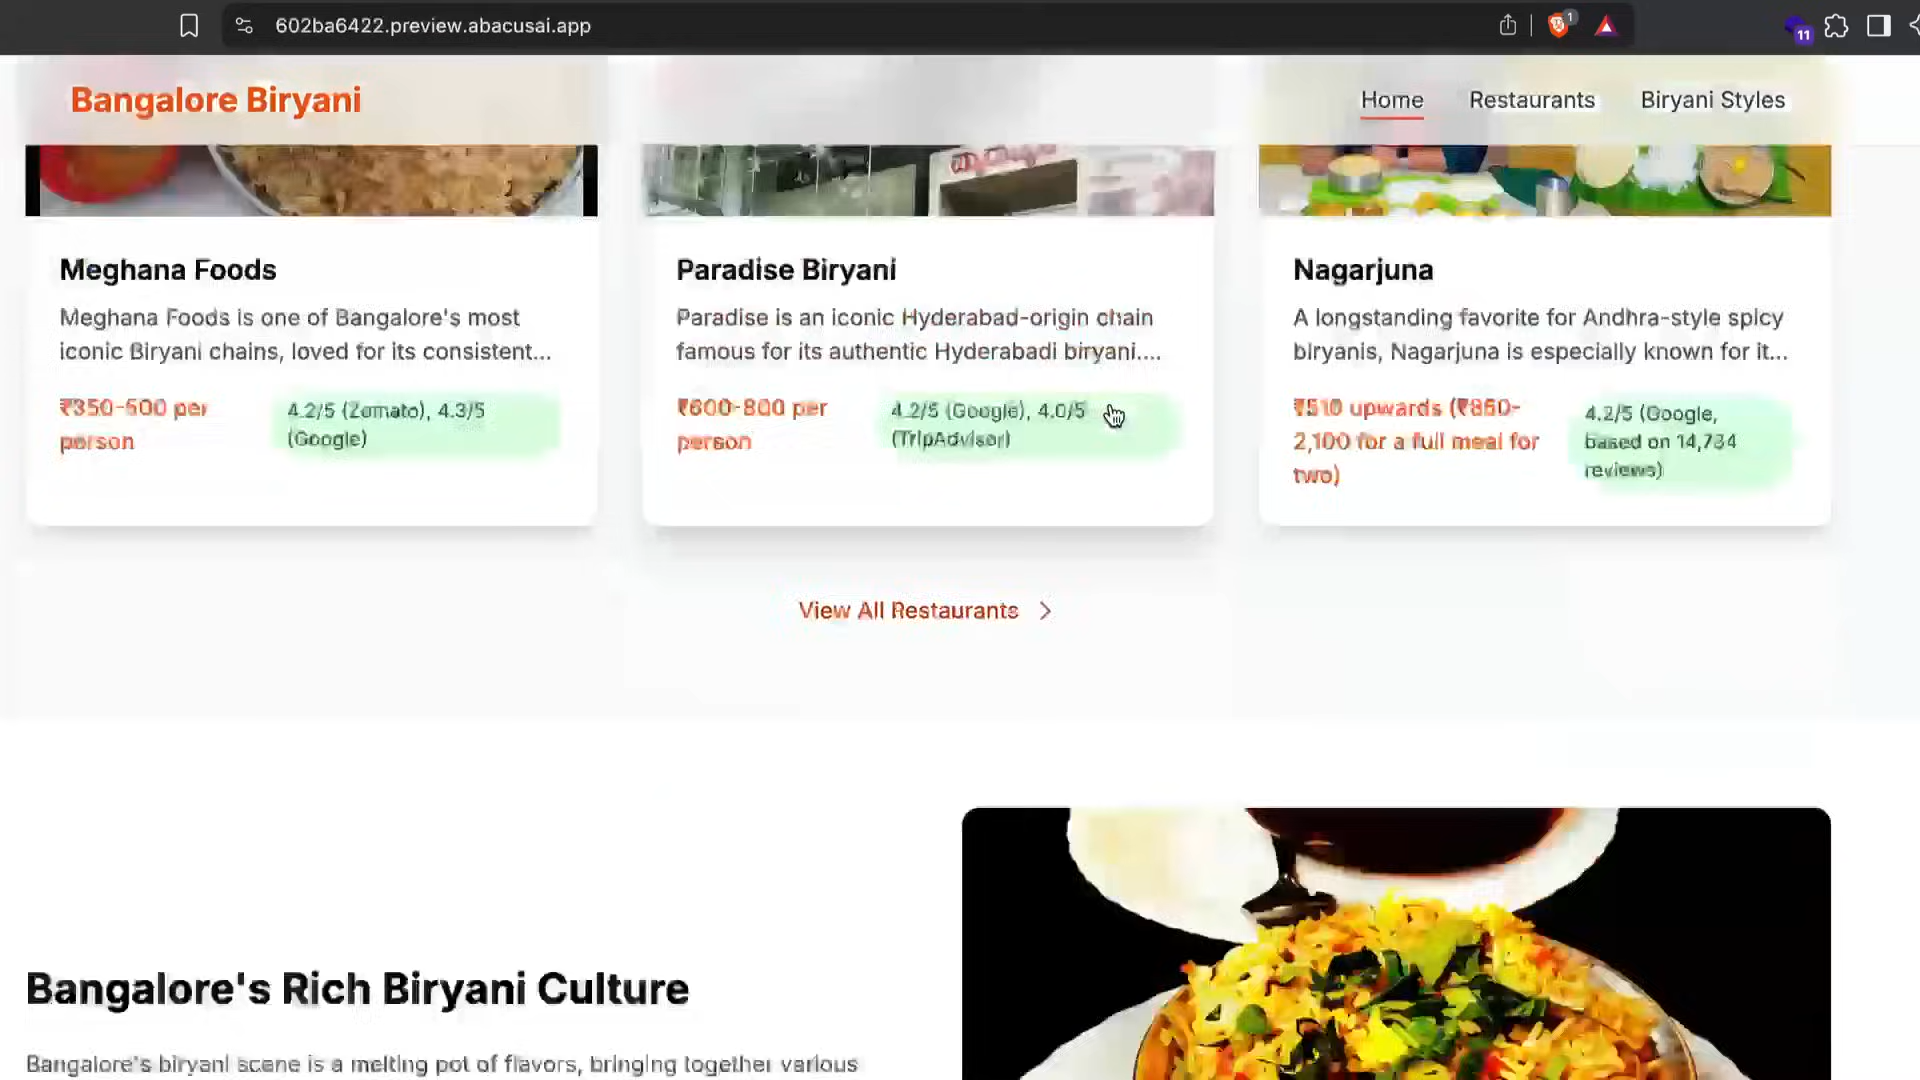 602ba6422.preview.abacusai.app
1
11
Bangalore Biryani
Home
Restaurants
Biryani Styles
Meghana Foods
Meghana Foods is one of Bangalore's most
iconic Biryani chains, loved for its consistent...
₹350-500 per
person
4.2/5 (Zomato), 4.3/5
(Google)
Paradise Biryani
Paradise is an iconic Hyderabad-origin chain
famous for its authentic Hyderabadi biryani....
₹600-800 per
person
4.2/5 (Google), 4.0/5
(TripAdvisor)
Nagarjuna
A longstanding favorite for Andhra-style spicy
biryanis, Nagarjuna is especially known for it...
₹510 upwards (₹850-
2,100 for a full meal for
two)
4.2/5 (Google,
based on 14,734
reviews)
View All Restaurants
Bangalore's Rich Biryani Culture
Bangalore's biryani scene is a melting pot of flavors, bringing together various